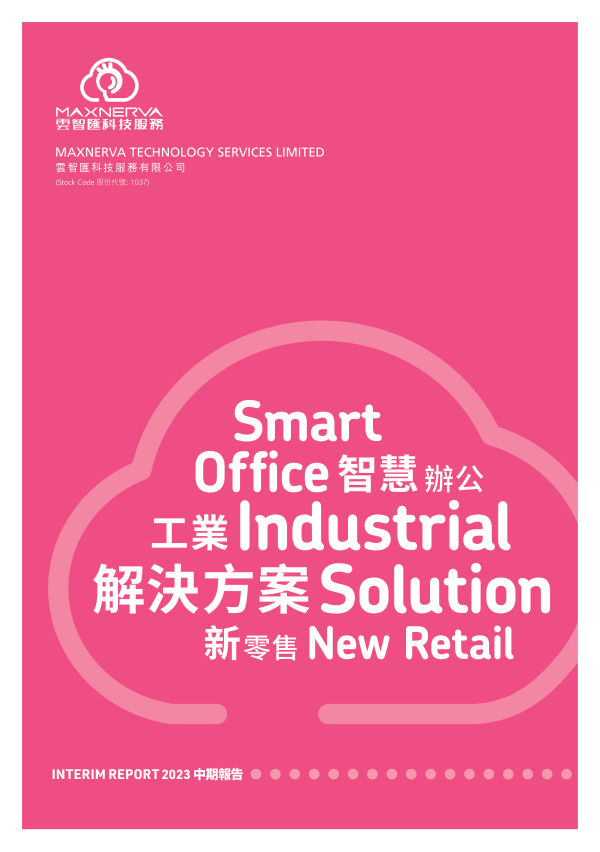 MAXNERVA
雲智匯科技服務
MAXNERVA TECHNOLOGY SERVICES LIMITED
雲智匯科技服務有限公司
(Stock Code 股份代號: 1037)
Smart
Office 智慧 辦公
工業 Industrial
解決方案 Solution
新零售 New Retail
INTERIM REPORT 2023 中期報告